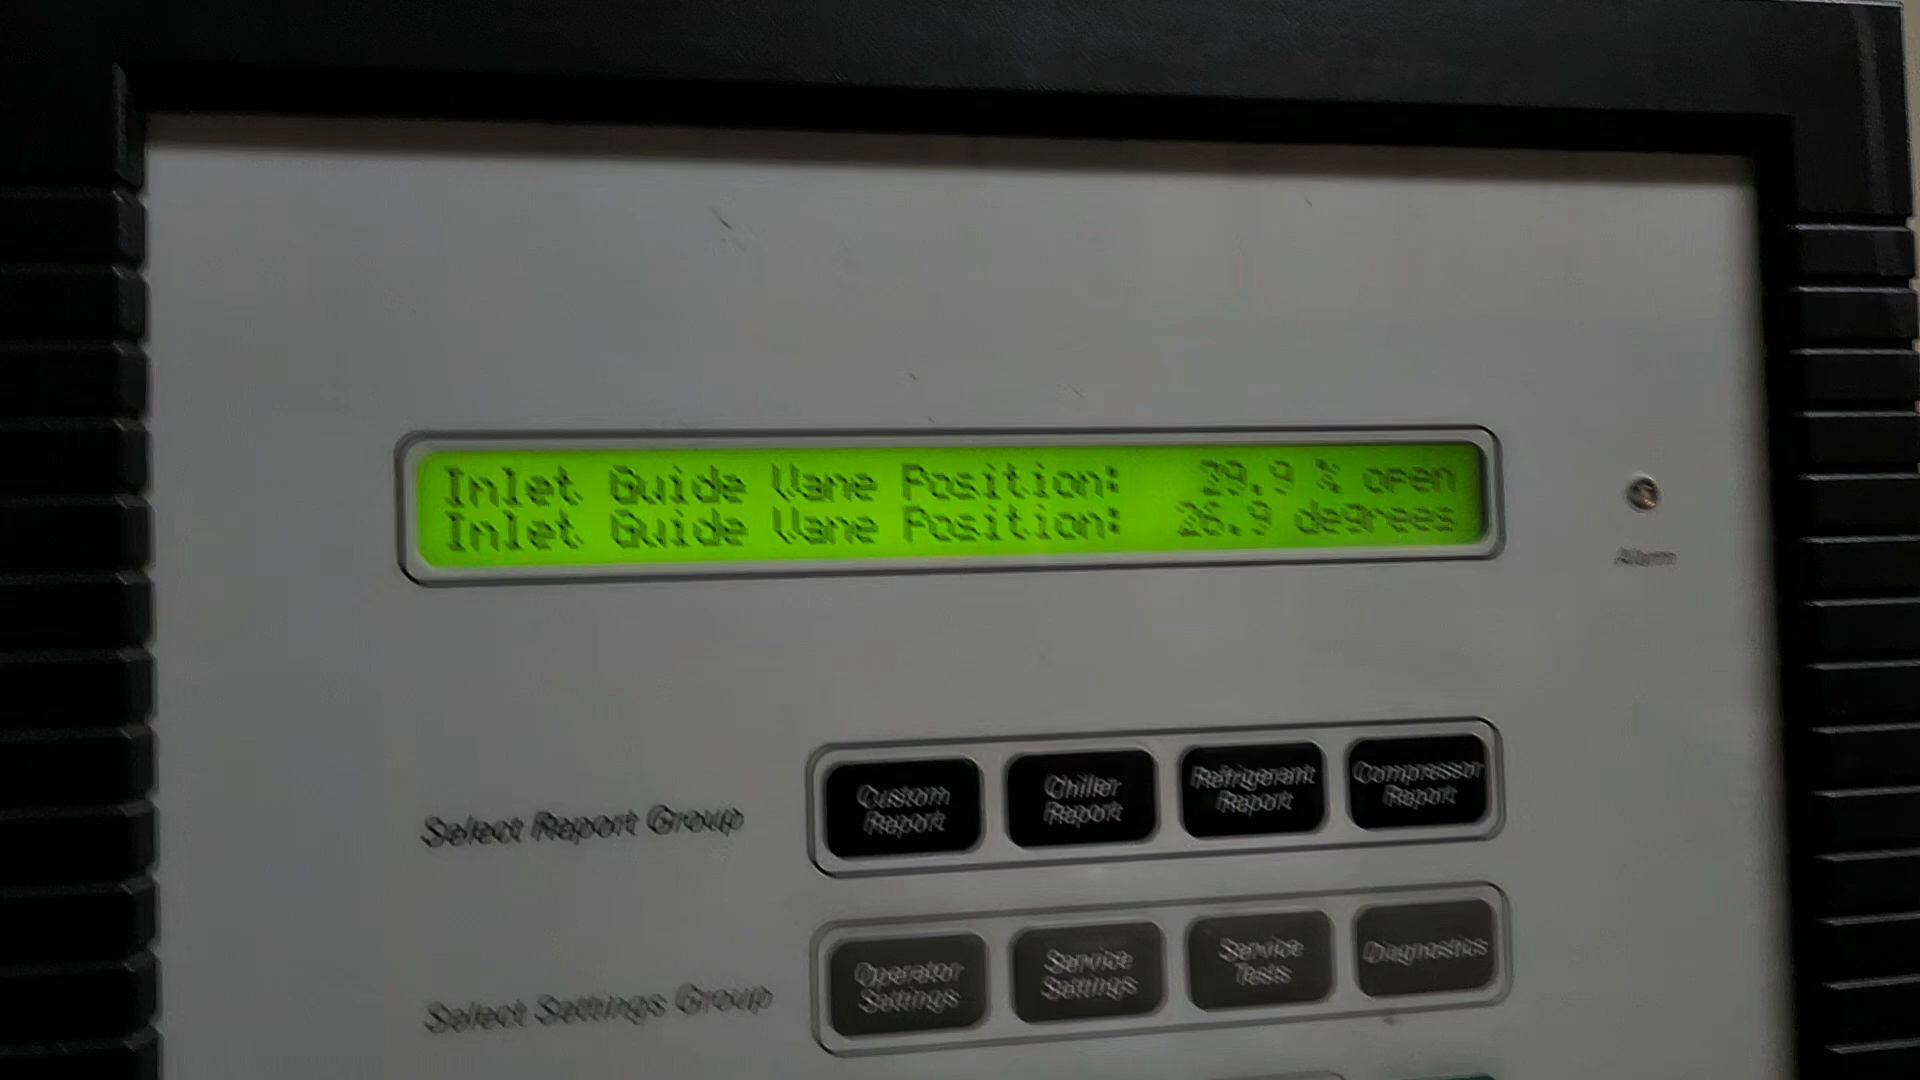 Inlet Guide Vane Position: 29.9 % open
Inlet Guide Vane Position: 26.9 degrees
Alarm
Select Report Group
Custom
Report
Chiller
Report
Refrigerant
Report
Compressor
Report
Select Settings Group
Operator
Settings
Service
Settings
Service
Tests
Diagnostics